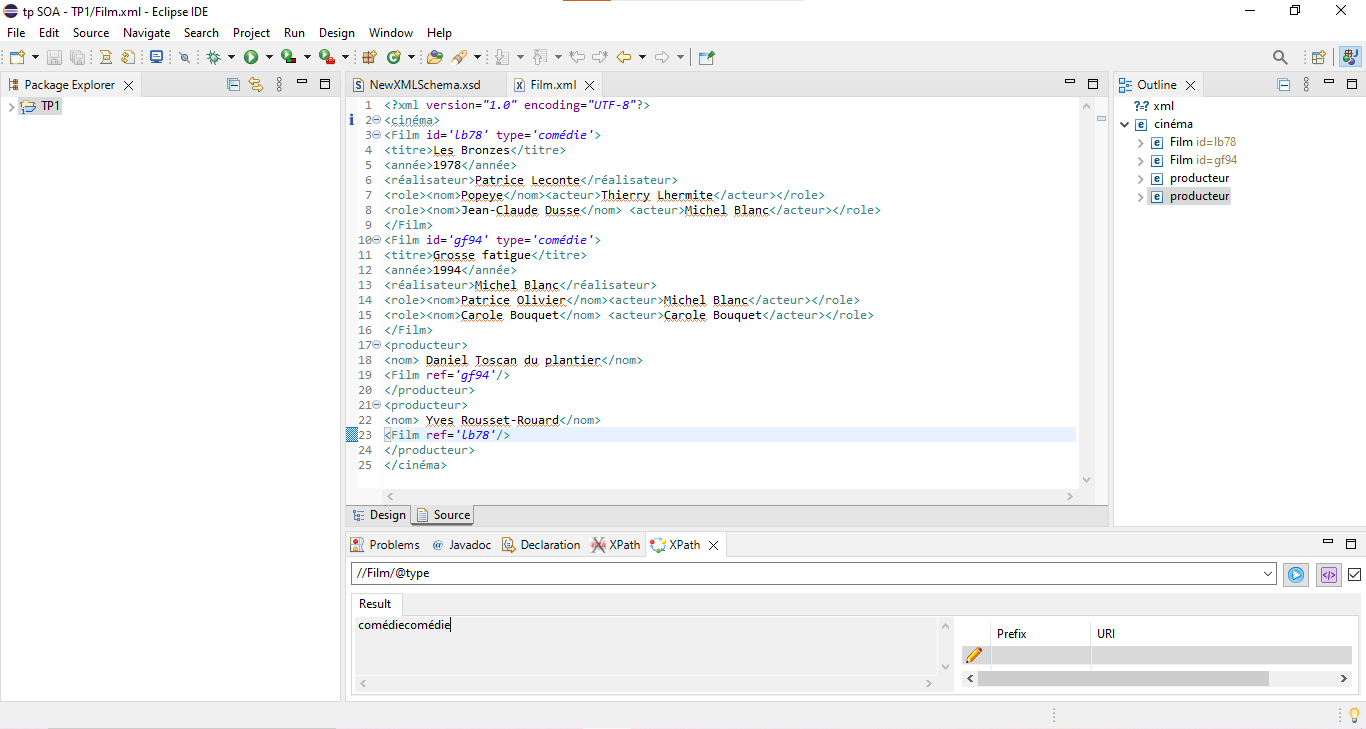 tp SOA - TP1/Film.xml - Eclipse IDE
File Edit Source Navigate Search Project Run Design Window Help
Package Explorer
TP1
NewXMLSchema.xsd Film.xml
1 <?xml version="1.0" encoding="UTF-8"?>
2 <cinéma>
3 <Film id='lb78' type='comédie'>
4 <titre>Les Bronzes</titre>
5 <année>1978</année>
6 <réalisateur>Patrice Leconte</réalisateur>
7 <role><nom>Popeye</nom><acteur>Thierry Lhermite</acteur></role>
8 <role><nom>Jean-Claude Dusse</nom> <acteur>Michel Blanc</acteur></role>
9 </Film>
10 <Film id='gf94' type='comédie'>
11 <titre>Grosse fatigue</titre>
12 <année>1994</année>
13 <réalisateur>Michel Blanc</réalisateur>
14 <role><nom>Patrice Olivier</nom><acteur>Michel Blanc</acteur></role>
15 <role><nom>Carole Bouquet</nom> <acteur>Carole Bouquet</acteur></role>
16 </Film>
17 <producteur>
18 <nom> Daniel Toscan du plantier</nom>
19 <Film ref='gf94'/>
20 </producteur>
21 <producteur>
22 <nom> Yves Rousset-Rouard</nom>
23 <Film ref='lb78'/>
24 </producteur>
25 </cinéma>
Design Source
Outline
?=? xml
e cinéma
e Film id=lb78
e Film id=gf94
e producteur
e producteur
Problems @ Javadoc Declaration XPath XPath
//Film/@type
Result
comédiecomédie
Prefix URI